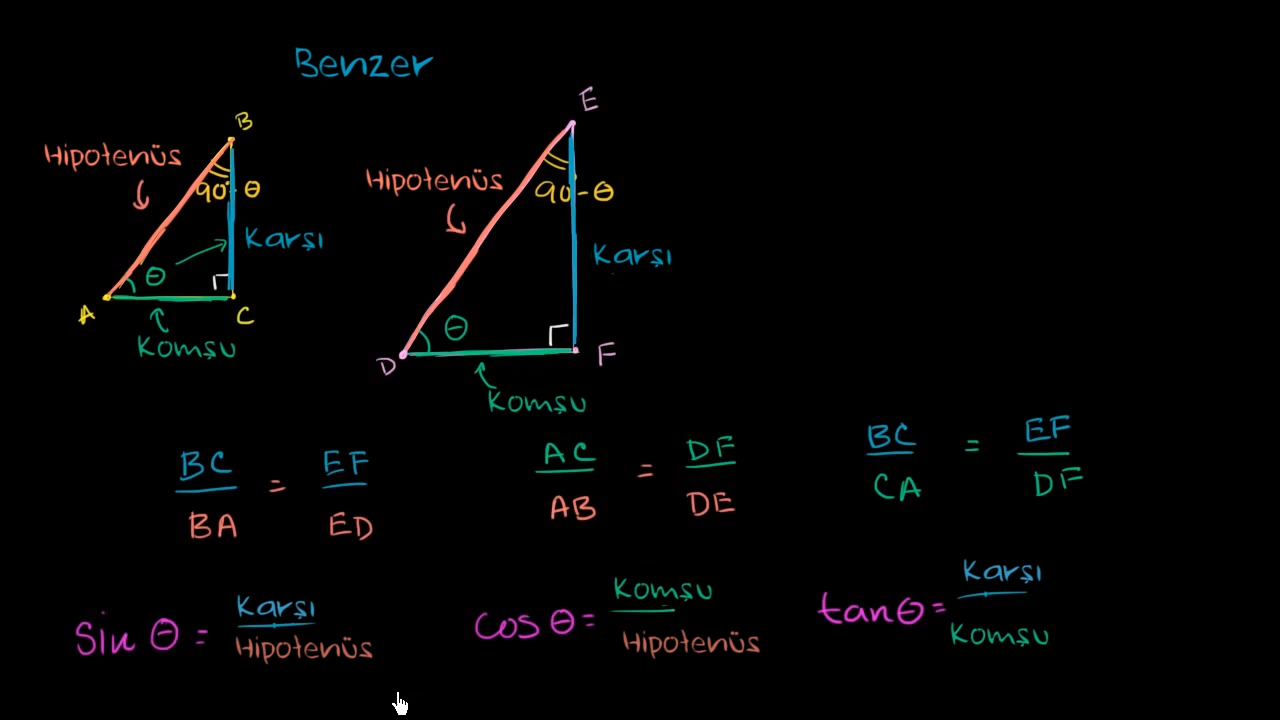 Benzer
B
Hipotenüs
90 - θ
Karşı
θ
A
C
Komşu
E
Hipotenüs
90 - θ
Karşı
θ
D
F
Komşu
BC/BA = EF/ED
AC/AB = DF/DE
BC/CA = EF/DF
Sin θ = Karşı/Hipotenüs
cos θ = Komşu/Hipotenüs
tan θ = Karşı/Komşu